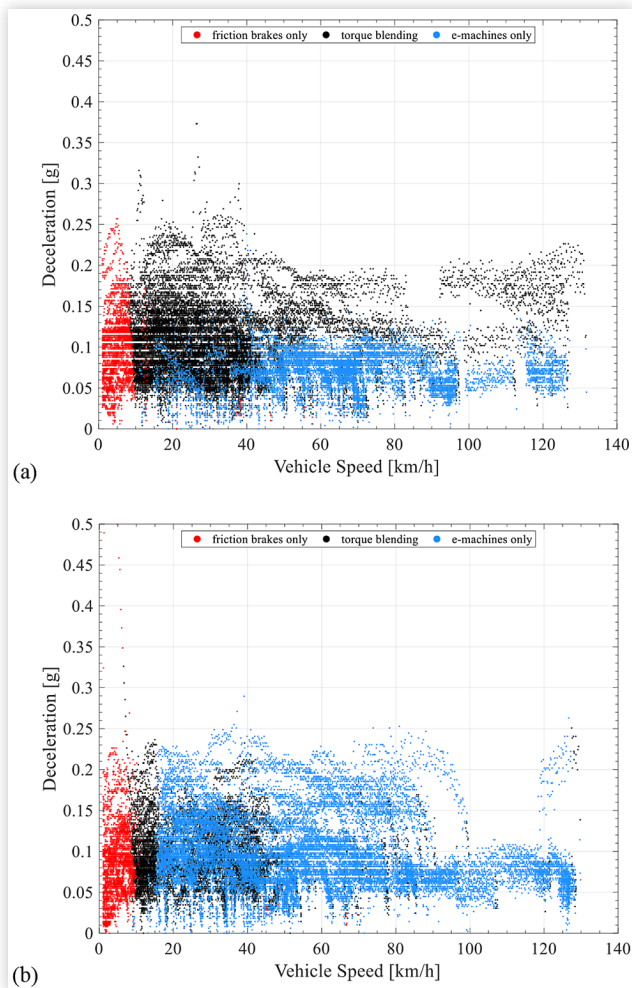 0.5
friction brakes only torque blending e-machines only
0.45
0.4
0.35
0.3
0.25
0.2
0.15
0.1
0.05
0
Deceleration [g]
0 20 40 60 80 100 120 140
Vehicle Speed [km/h]
(a)
0.5
friction brakes only torque blending e-machines only
0.45
0.4
0.35
0.3
0.25
0.2
0.15
0.1
0.05
0
Deceleration [g]
0 20 40 60 80 100 120 140
Vehicle Speed [km/h]
(b)